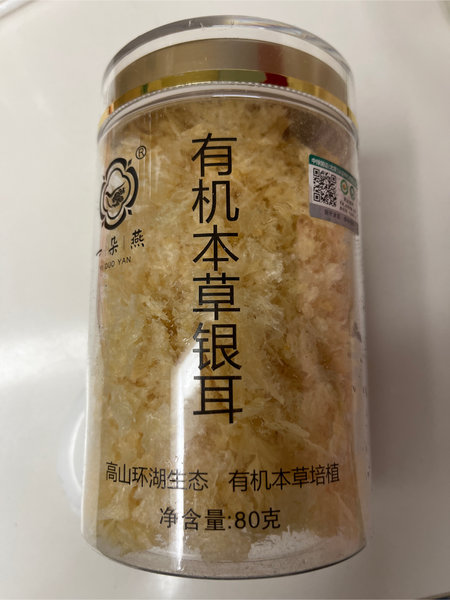 ®
朵燕
DUO YAN
有机本草银耳
高山环湖生态 有机本草培植
净含量:80克